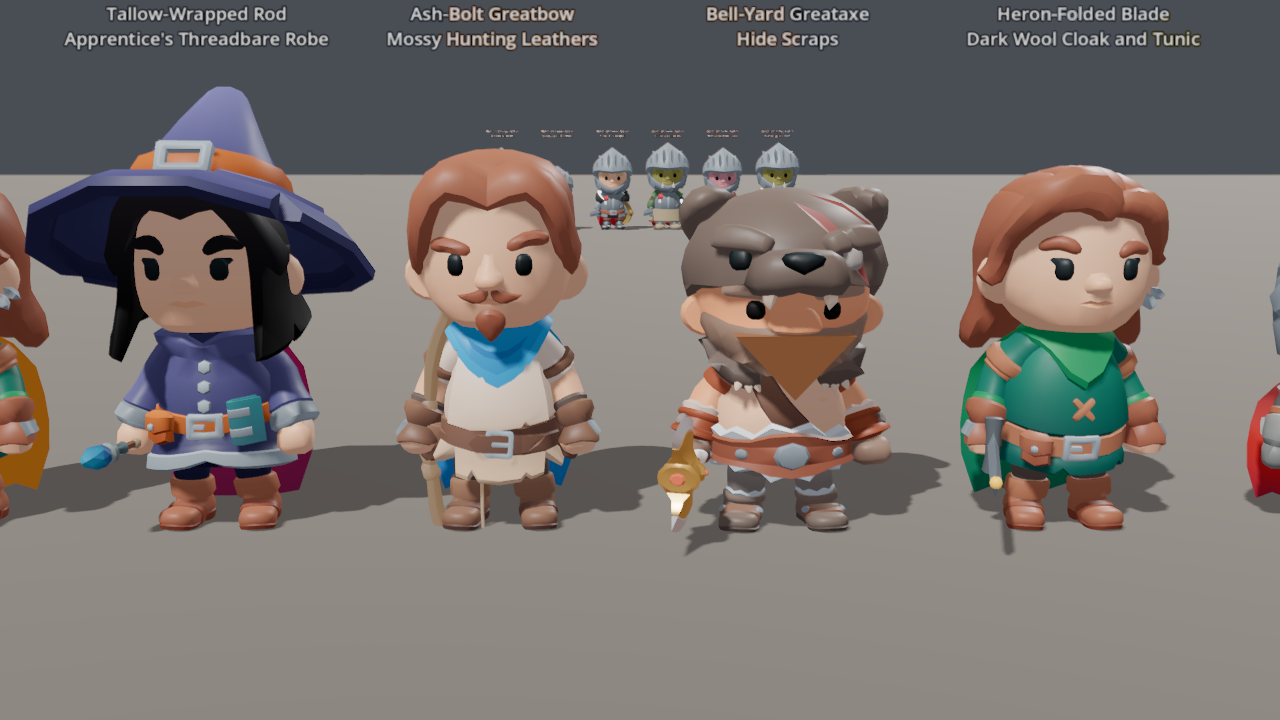 Tallow-Wrapped Rod
Apprentice's Threadbare Robe
Ash-Bolt Greatbow
Mossy Hunting Leathers
Bell-Yard Greataxe
Hide Scraps
Heron-Folded Blade
Dark Wool Cloak and Tunic